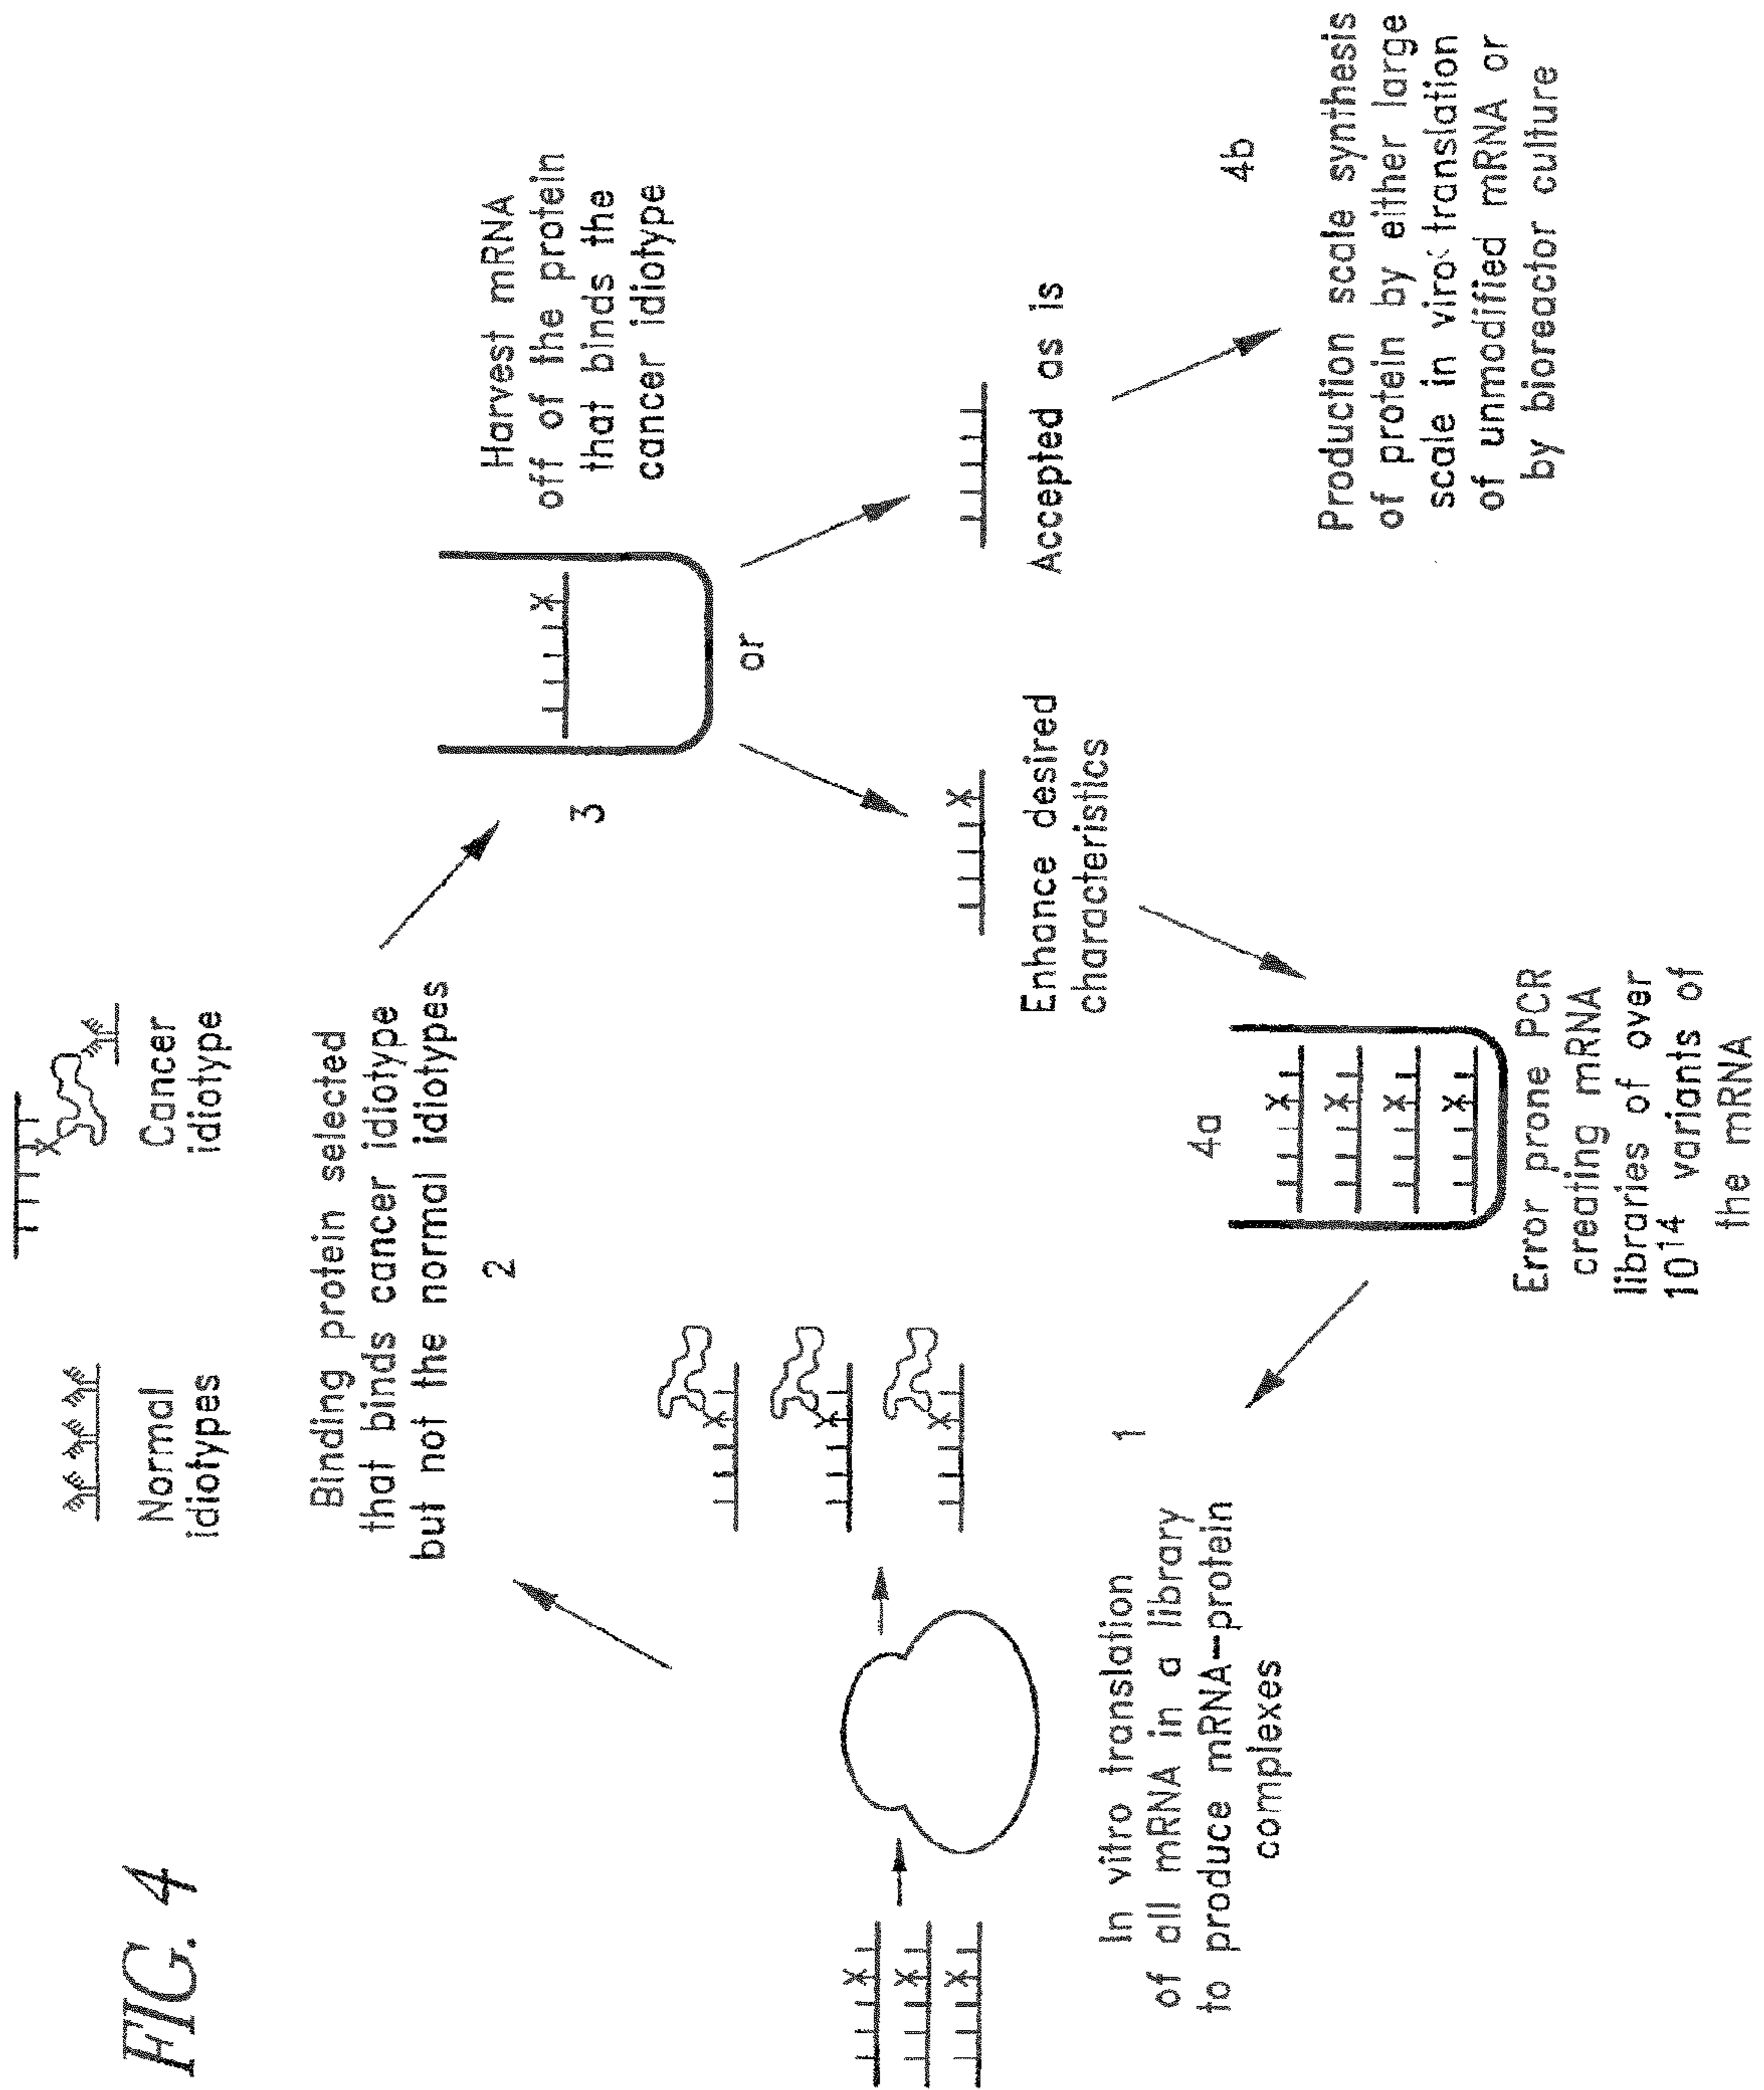 FIG. 4
Normal
idiotypes
Cancer
idiotype
Binding protein selected
that binds cancer idiotype
but not the normal idiotypes
2
3
Harvest mRNA
off of the protein
that binds the
cancer idiotype
or
In vitro translation
of all mRNA in a library
to produce mRNA-protein
complexes
1
Enhance desired
characteristics
Accepted as is
4a
Error prone PCR
creating mRNA
libraries of over
10¹⁴ variants of
the mRNA
4b
Production scale synthesis
of protein by either large
scale in viro translation
of unmodified mRNA or
by bioreactor culture